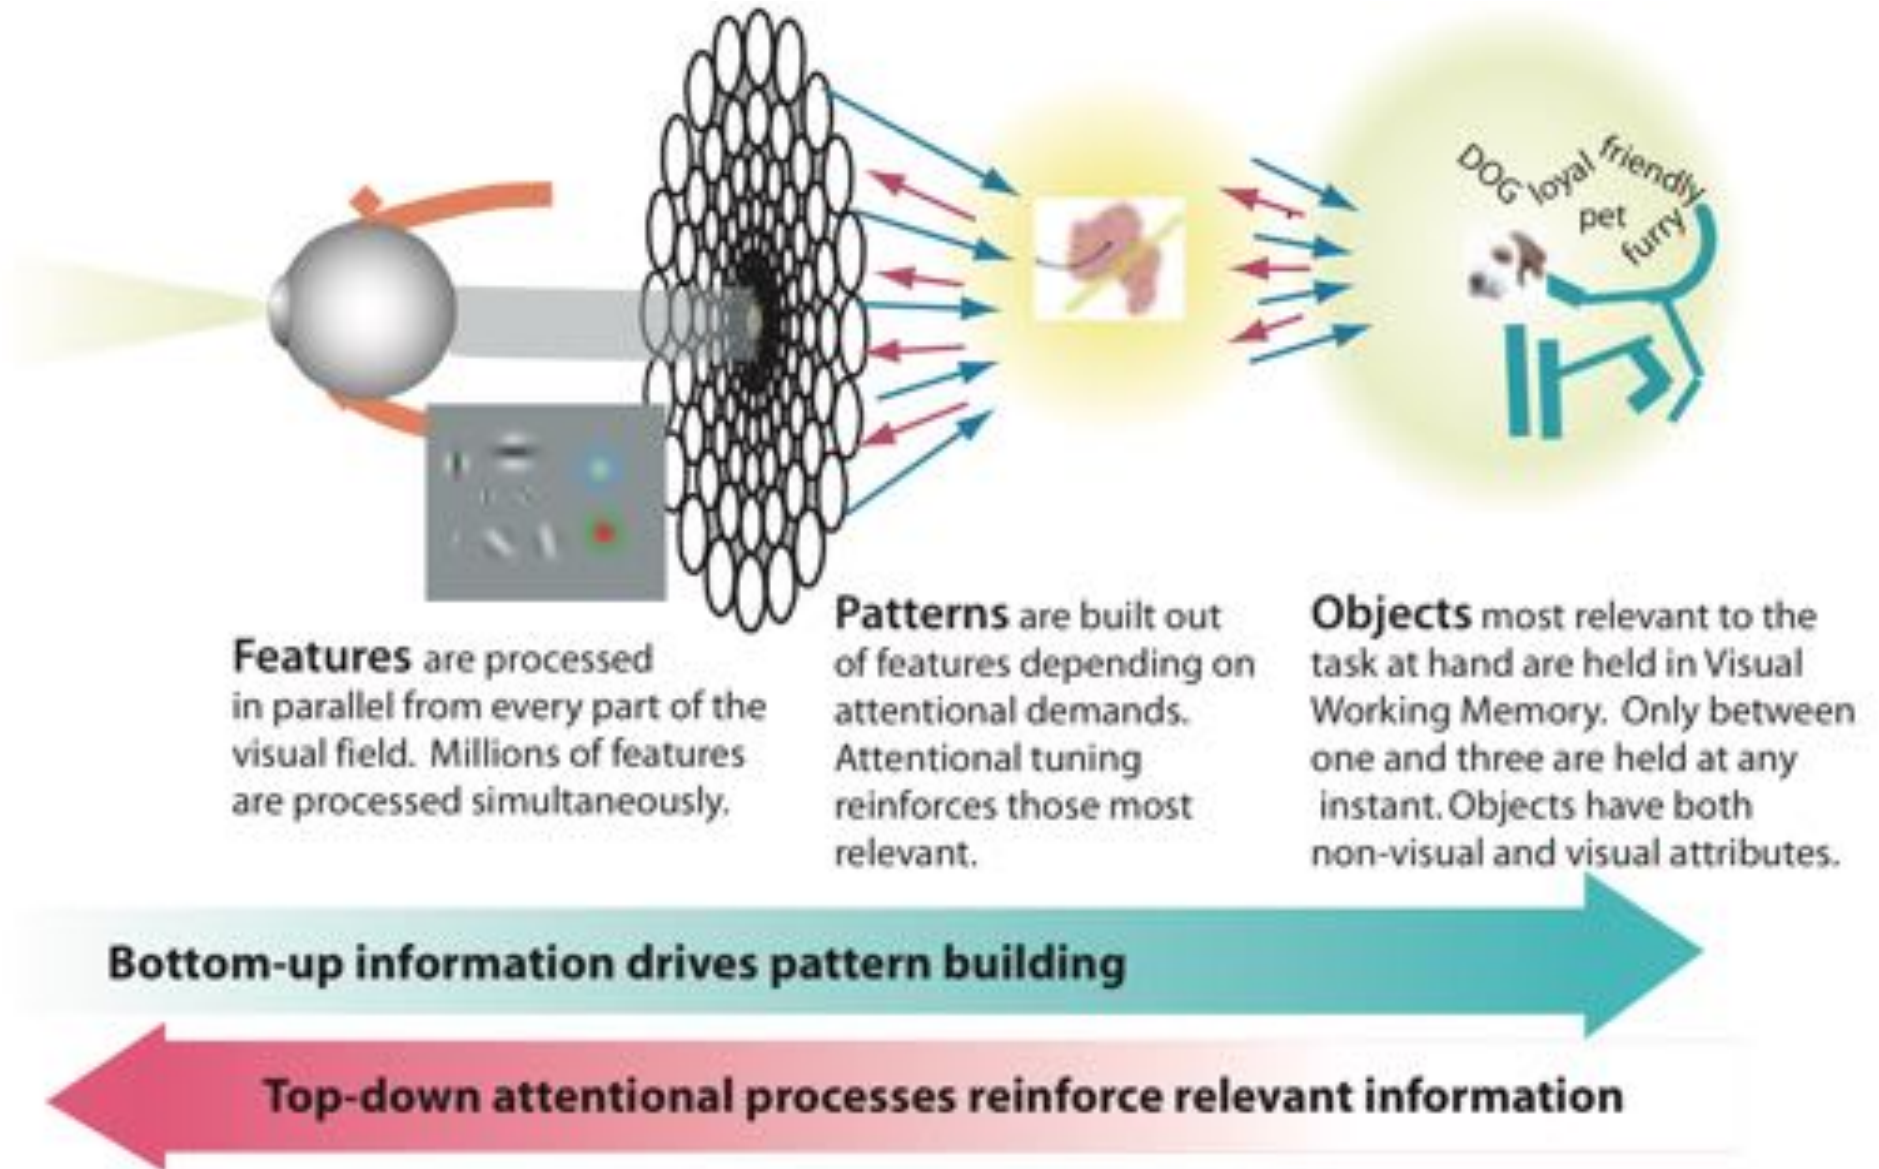 DOG loyal friendly
pet
furry
Features are processed
in parallel from every part of the
visual field. Millions of features
are processed simultaneously.
Patterns are built out
of features depending on
attentional demands.
Attentional tuning
reinforces those most
relevant.
Objects most relevant to the
task at hand are held in Visual
Working Memory. Only between
one and three are held at any
instant. Objects have both
non-visual and visual attributes.
Bottom-up information drives pattern building
Top-down attentional processes reinforce relevant information